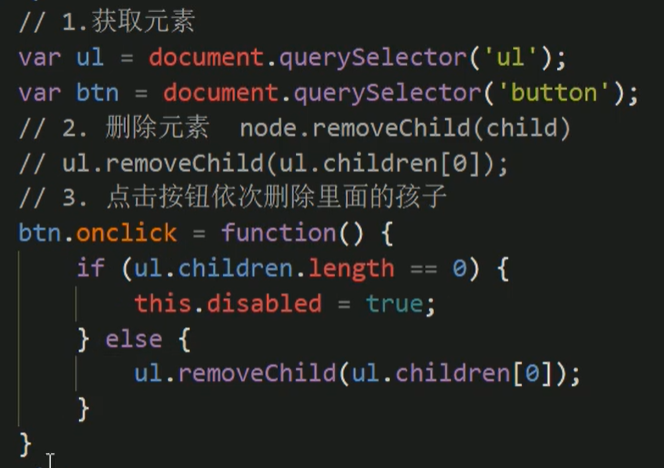 // 1.获取元素
var ul = document.querySelector('ul');
var btn = document.querySelector('button');
// 2. 删除元素  node.removeChild(child)
// ul.removeChild(ul.children[0]);
// 3. 点击按钮依次删除里面的孩子
btn.onclick = function() {
    if (ul.children.length == 0) {
        this.disabled = true;
    } else {
        ul.removeChild(ul.children[0]);
    }
}